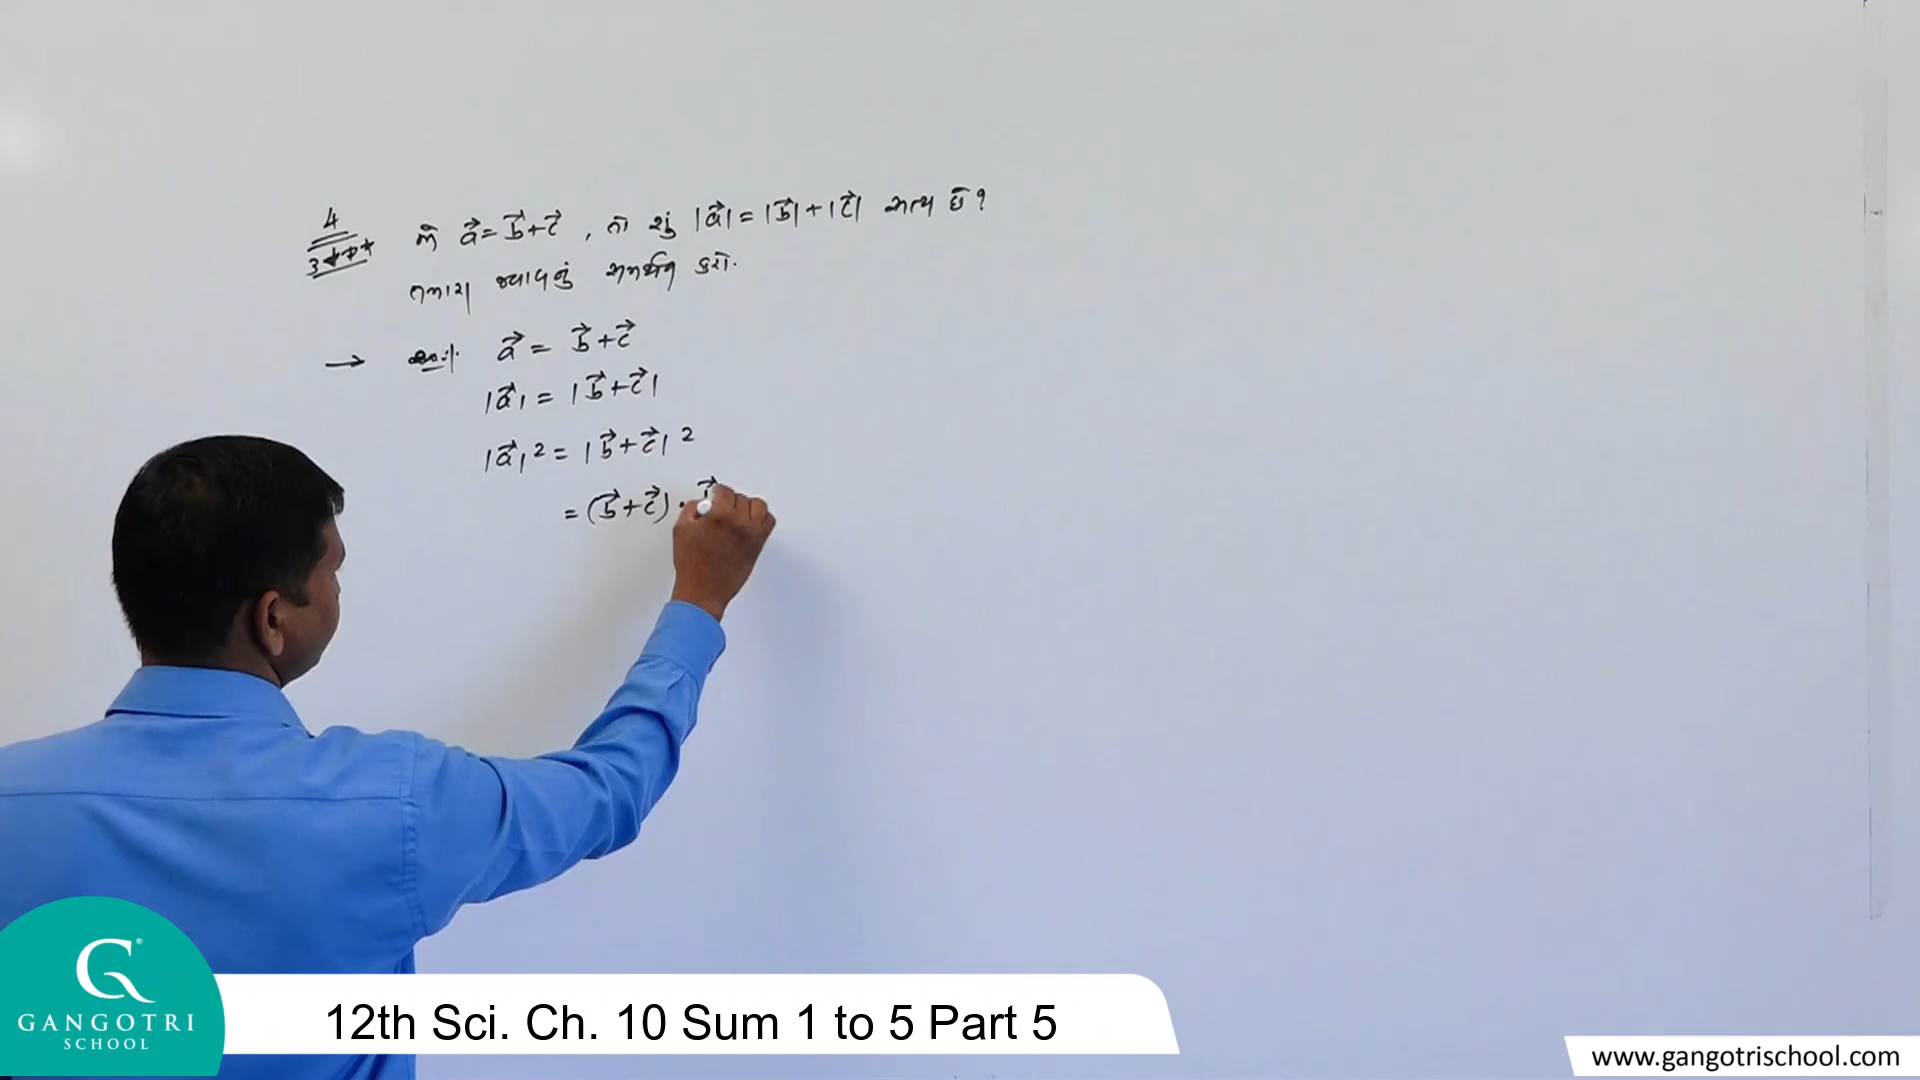 4
જો a⃗ = b⃗ + c⃗ , તો શું |a⃗| = |b⃗| + |c⃗| સત્ય છે?
તમારા જવાબનું સમર્થન કરો.
→ a⃗ = b⃗ + c⃗
|a⃗| = |b⃗ + c⃗|
|a⃗|² = |b⃗ + c⃗|²
= (b⃗ + c⃗) ·
GANGOTRI
SCHOOL
12th Sci. Ch. 10 Sum 1 to 5 Part 5
www.gangotrischool.com